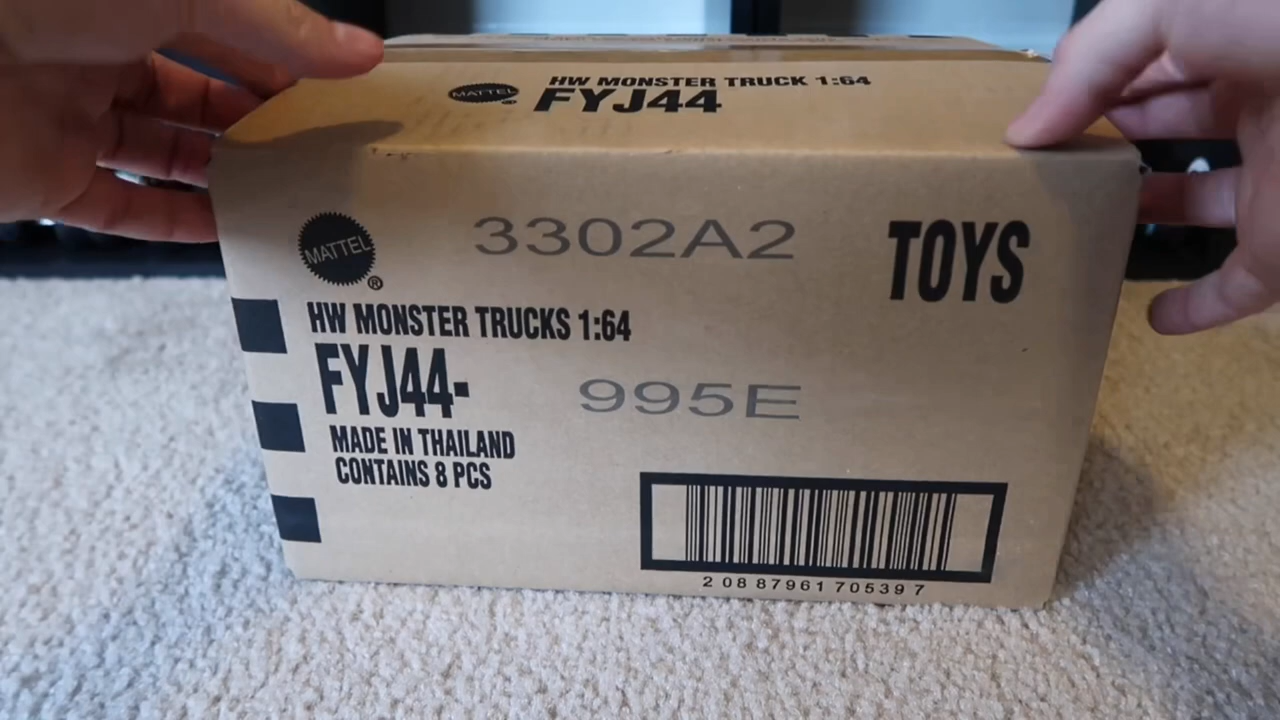 HW MONSTER TRUCK 1:64
MATTEL
FYJ44
3302A2
TOYS
MATTEL
®
HW MONSTER TRUCKS 1:64
FYJ44-
995E
MADE IN THAILAND
CONTAINS 8 PCS
2 08 87961 70539 7